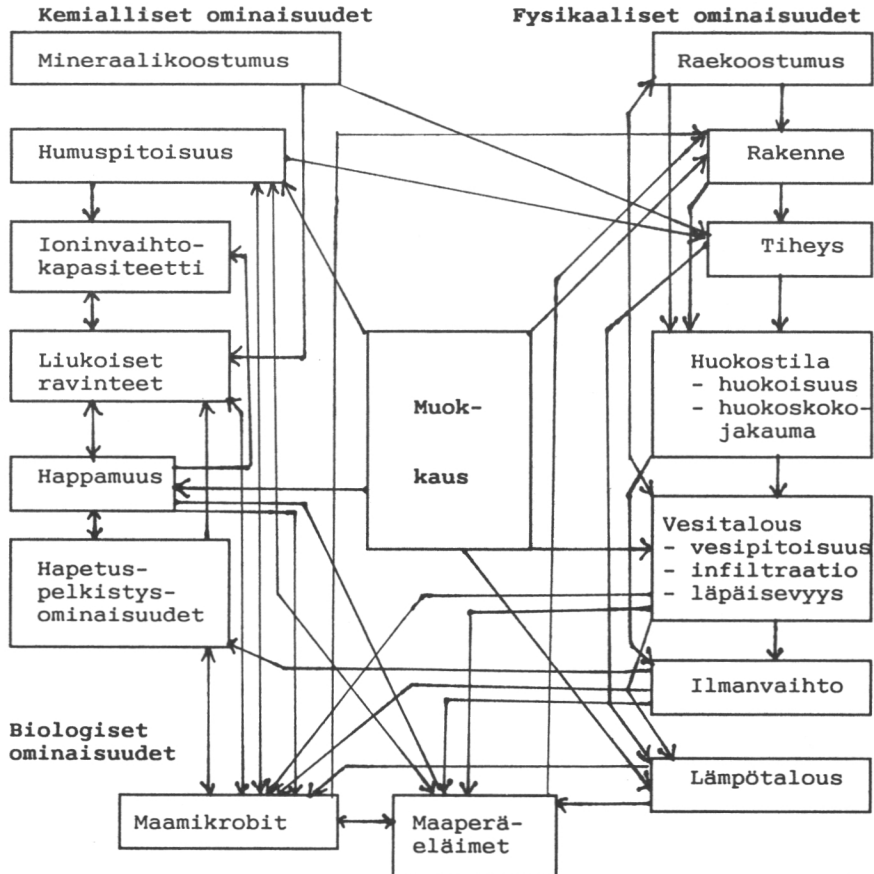 Kemialliset ominaisuudet
Mineraalikoostumus
Humuspitoisuus
Ioninvaihto-
kapasiteetti
Liukoiset
ravinteet
Happamuus
Hapetus-
pelkistys-
ominaisuudet
Fysikaaliset ominaisuudet
Raekoostumus
Rakenne
Tiheys
Huokostila
- huokoisuus
- huokoskoko-
jakauma
Vesitalous
- vesipitoisuus
- infiltraatio
- läpäisevyys
Ilmanvaihto
Lämpötalous
Muok-
kaus
Biologiset
ominaisuudet
Maamikrobit
Maaperä-
eläimet